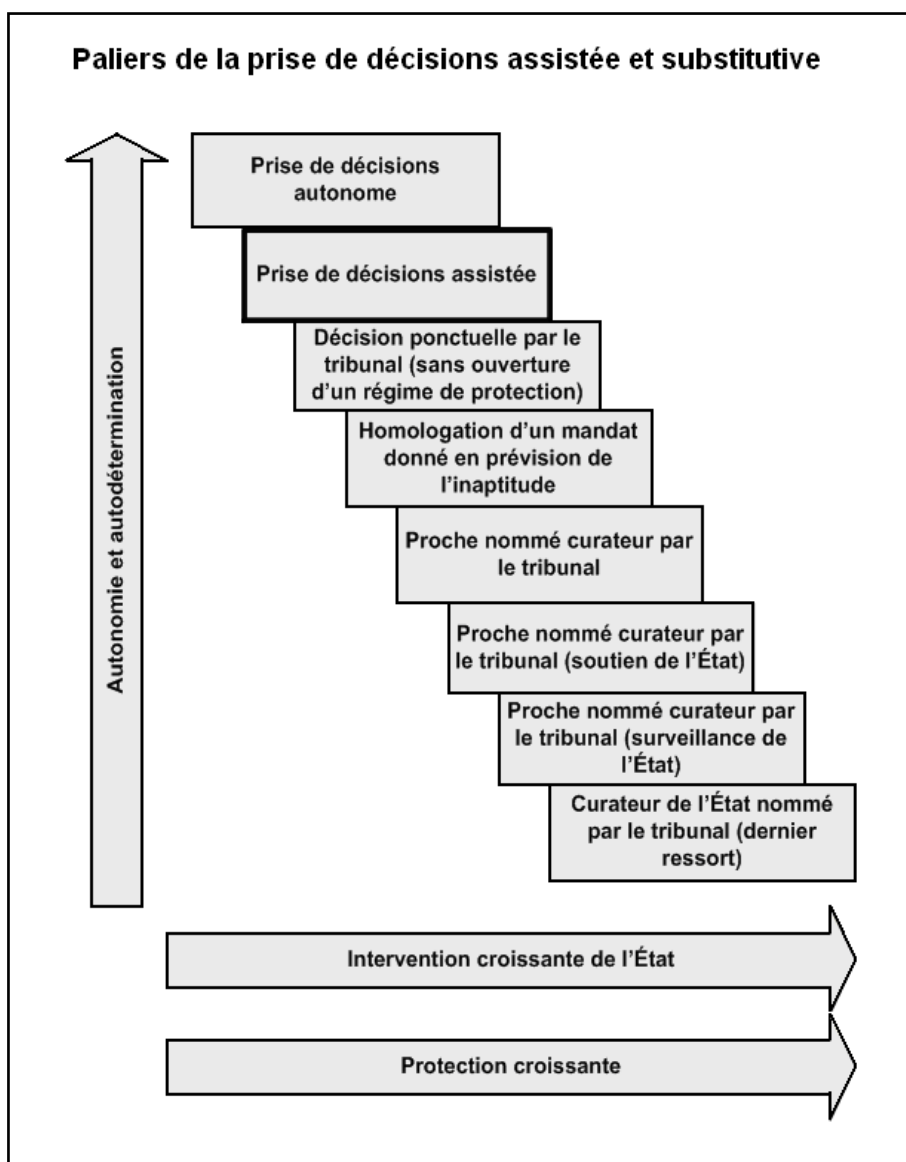 Paliers de la prise de décisions assistée et substitutive
Prise de décisions
autonome
Prise de décisions assistée
Décision ponctuelle par le
tribunal (sans ouverture
d’un régime de protection)
Homologation d’un mandat
donné en prévision de
l’inaptitude
Proche nommé curateur par
le tribunal
Proche nommé curateur par
le tribunal (soutien de l’État)
Proche nommé curateur par
le tribunal (surveillance de
l’État)
Curateur de l’État nommé
par le tribunal (dernier
ressort)
Autonomie et autodétermination
Intervention croissante de l’État
Protection croissante